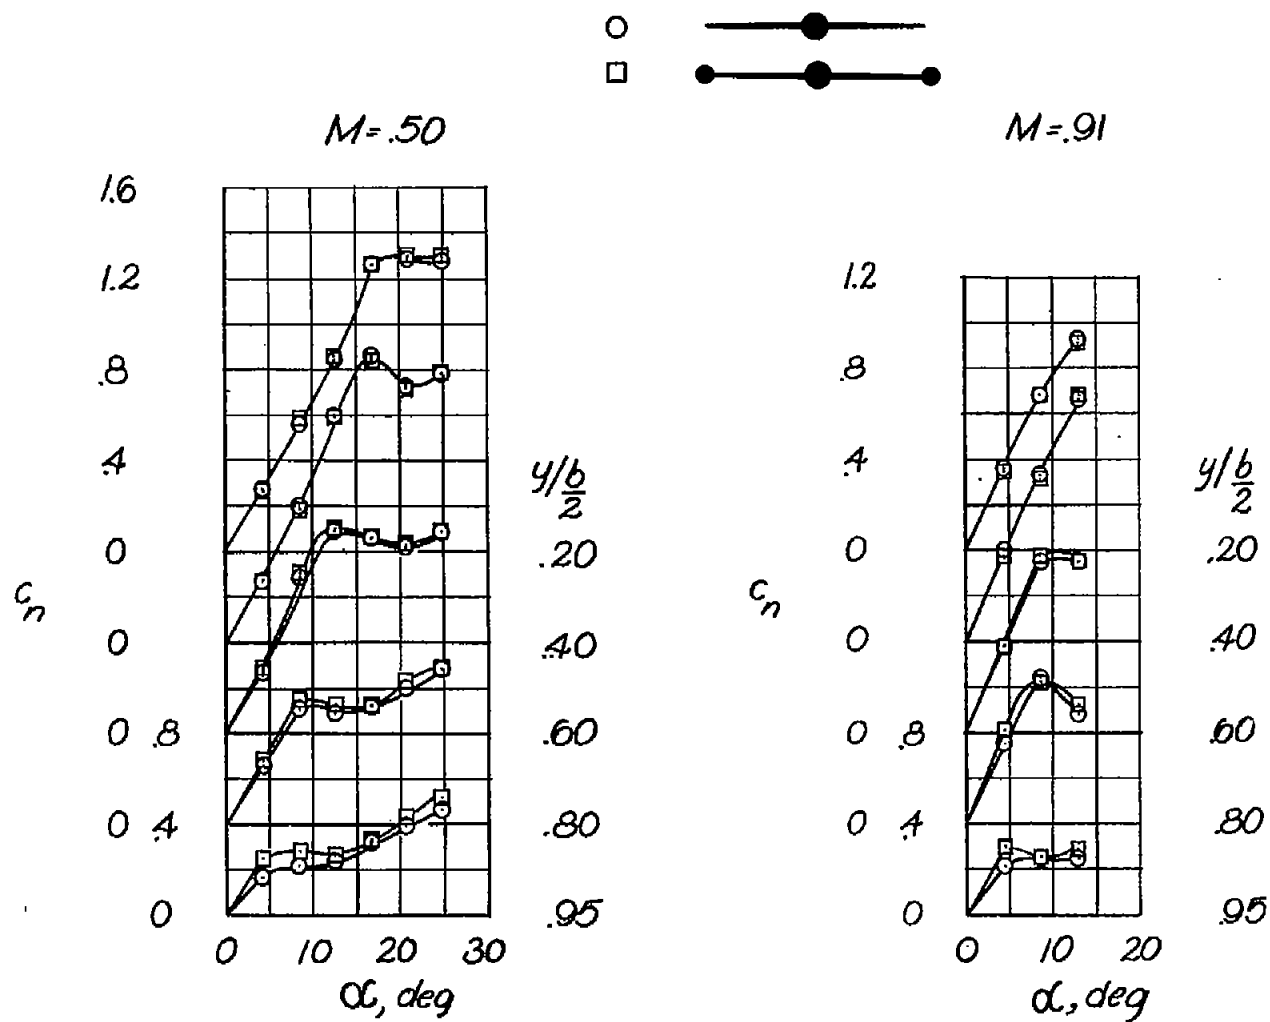 M=.50 M=.91
1.6
1.2 1.2
.8 .8
.4 y/b/2 .4 y/b/2
0 .20 0 .20
cn cn
0 .40 0 .40
0 .8 .60 0 .8 .60
0 .4 .80 0 .4 .80
0 .95 0 .95
0 10 20 30 0 10 20
α, deg α, deg